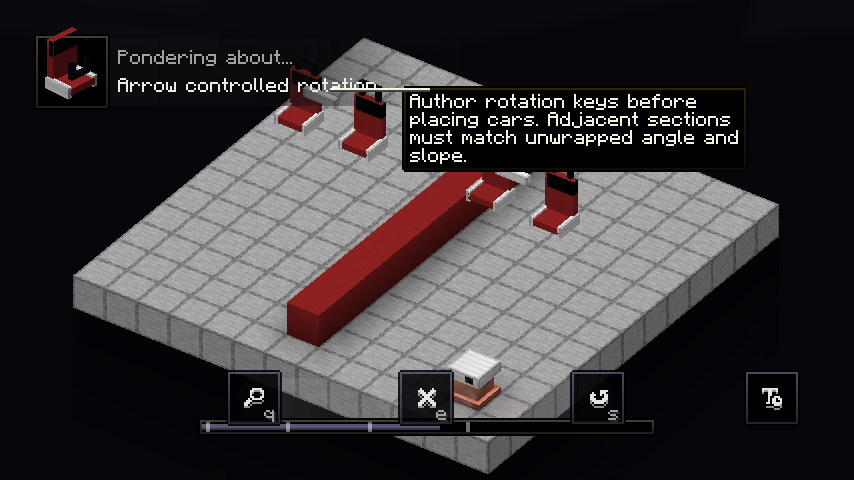 Pondering about...
Arrow controlled rotation
Author rotation keys before
placing cars. Adjacent sections
must match unwrapped angle and
slope.
q
e
s
T